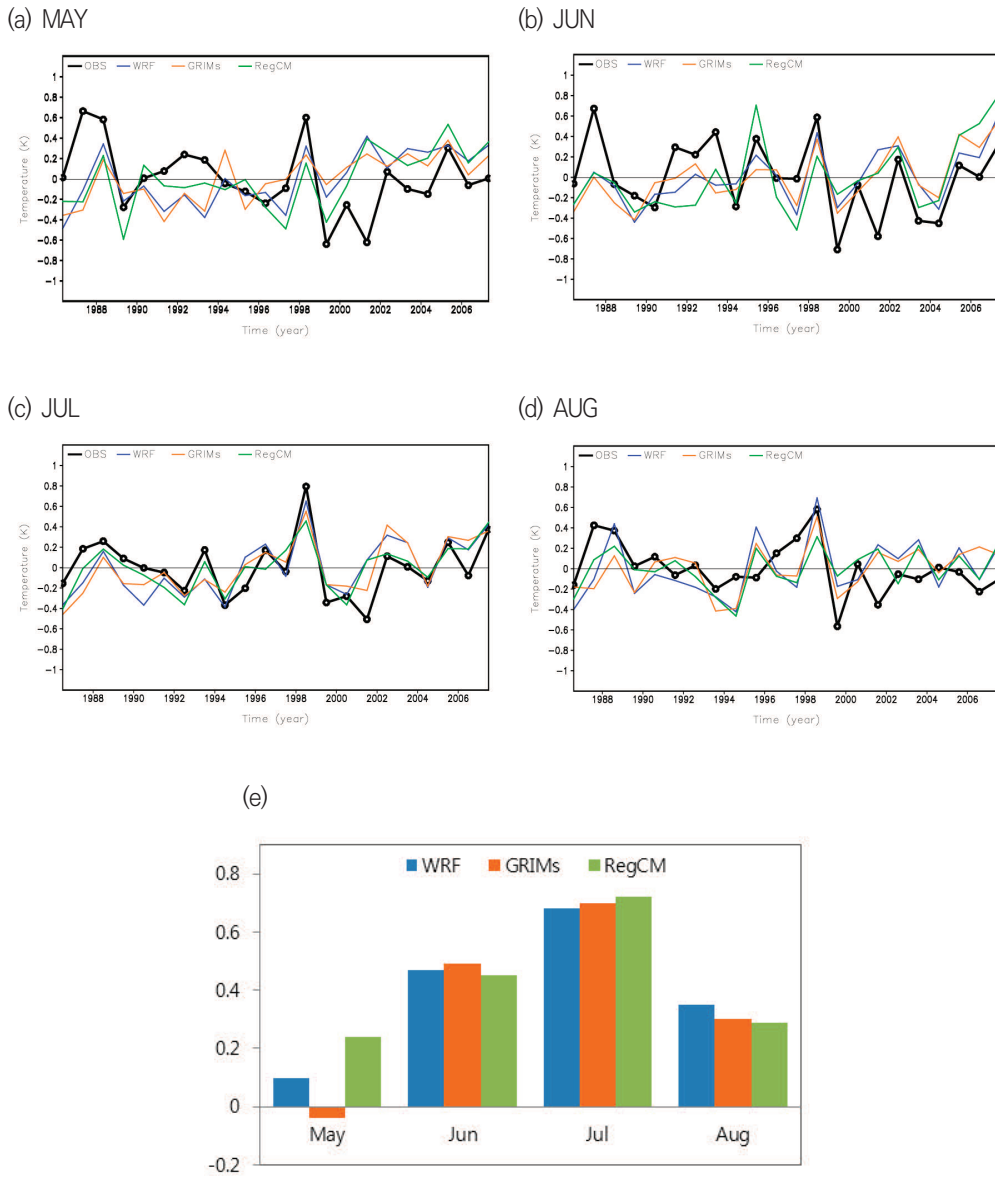 (a) MAY
OBS WRF GRIMs RegCM
1
0.8
0.6
0.4
0.2
0
-0.2
-0.4
-0.6
-0.8
-1
Temperature (K)
1988 1990 1992 1994 1996 1998 2000 2002 2004 2006
Time (year)
(b) JUN
OBS WRF GRIMs RegCM
1
0.8
0.6
0.4
0.2
0
-0.2
-0.4
-0.6
-0.8
-1
Temperature (K)
1988 1990 1992 1994 1996 1998 2000 2002 2004 2006
Time (year)
(c) JUL
OBS WRF GRIMs RegCM
1
0.8
0.6
0.4
0.2
0
-0.2
-0.4
-0.6
-0.8
-1
Temperature (K)
1988 1990 1992 1994 1996 1998 2000 2002 2004 2006
Time (year)
(d) AUG
OBS WRF GRIMs RegCM
1
0.8
0.6
0.4
0.2
0
-0.2
-0.4
-0.6
-0.8
-1
Temperature (K)
1988 1990 1992 1994 1996 1998 2000 2002 2004 2006
Time (year)
(e)
WRF GRIMs RegCM
0.8
0.6
0.4
0.2
0
-0.2
May Jun Jul Aug